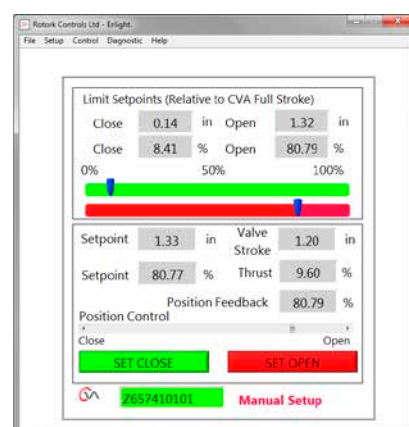 Rotork Controls Ltd - Enlight.
File Setup Control Diagnostic Help
Limit Setpoints (Relative to CVA Full Stroke)
Close 0.14 in Open 1.32 in
Close 8.41 % Open 80.79 %
0% 50% 100%
Setpoint 1.33 in Valve Stroke 1.20 in
Setpoint 80.77 % Thrust 9.60 %
Position Feedback 80.79 %
Position Control
Close Open
SET CLOSE SET OPEN
CVA Z657410101 Manual Setup